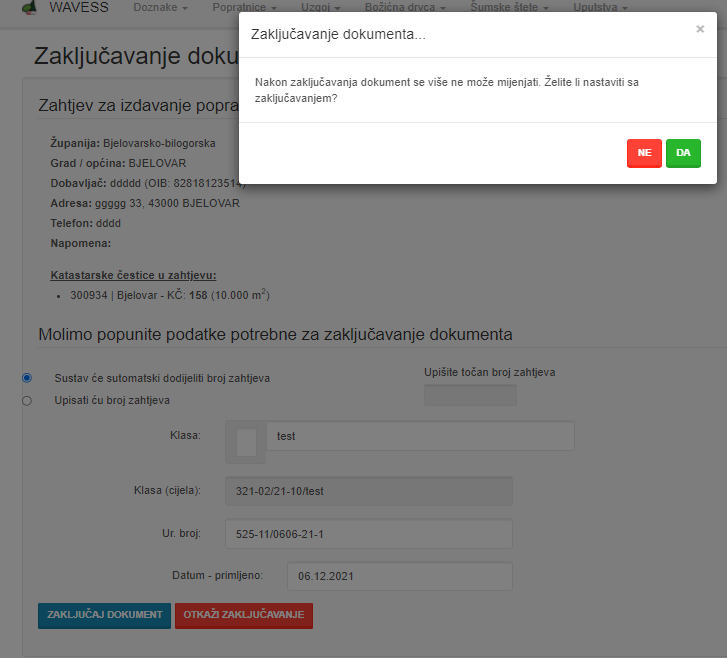 WAVESS Doznake Popratnice Uzgoj Božićna drvca Šumske štete Uputstva
Zaključavanje dokumenta...
×
Nakon zaključavanja dokument se više ne može mijenjati. Želite li nastaviti sa
zaključavanjem?
NE DA
Zaključavanje doku
Zahtjev za izdavanje popra
Županija: Bjelovarsko-bilogorska
Grad / općina: BJELOVAR
Dobavljač: ddddd (OIB: 82818123514)
Adresa: ggggg 33, 43000 BJELOVAR
Telefon: dddd
Napomena:
Katastarske čestice u zahtjevu:
• 300934 | Bjelovar - KČ: 158 (10.000 m²)
Molimo popunite podatke potrebne za zaključavanje dokumenta
Sustav će sutomatski dodijeliti broj zahtjeva
Upišite točan broj zahtjeva
Upisati ću broj zahtjeva
Klasa: test
Klasa (cijela): 321-02/21-10/test
Ur. broj: 525-11/0606-21-1
Datum - primljeno: 06.12.2021
ZAKLJUČAJ DOKUMENT OTKAŽI ZAKLJUČAVANJE